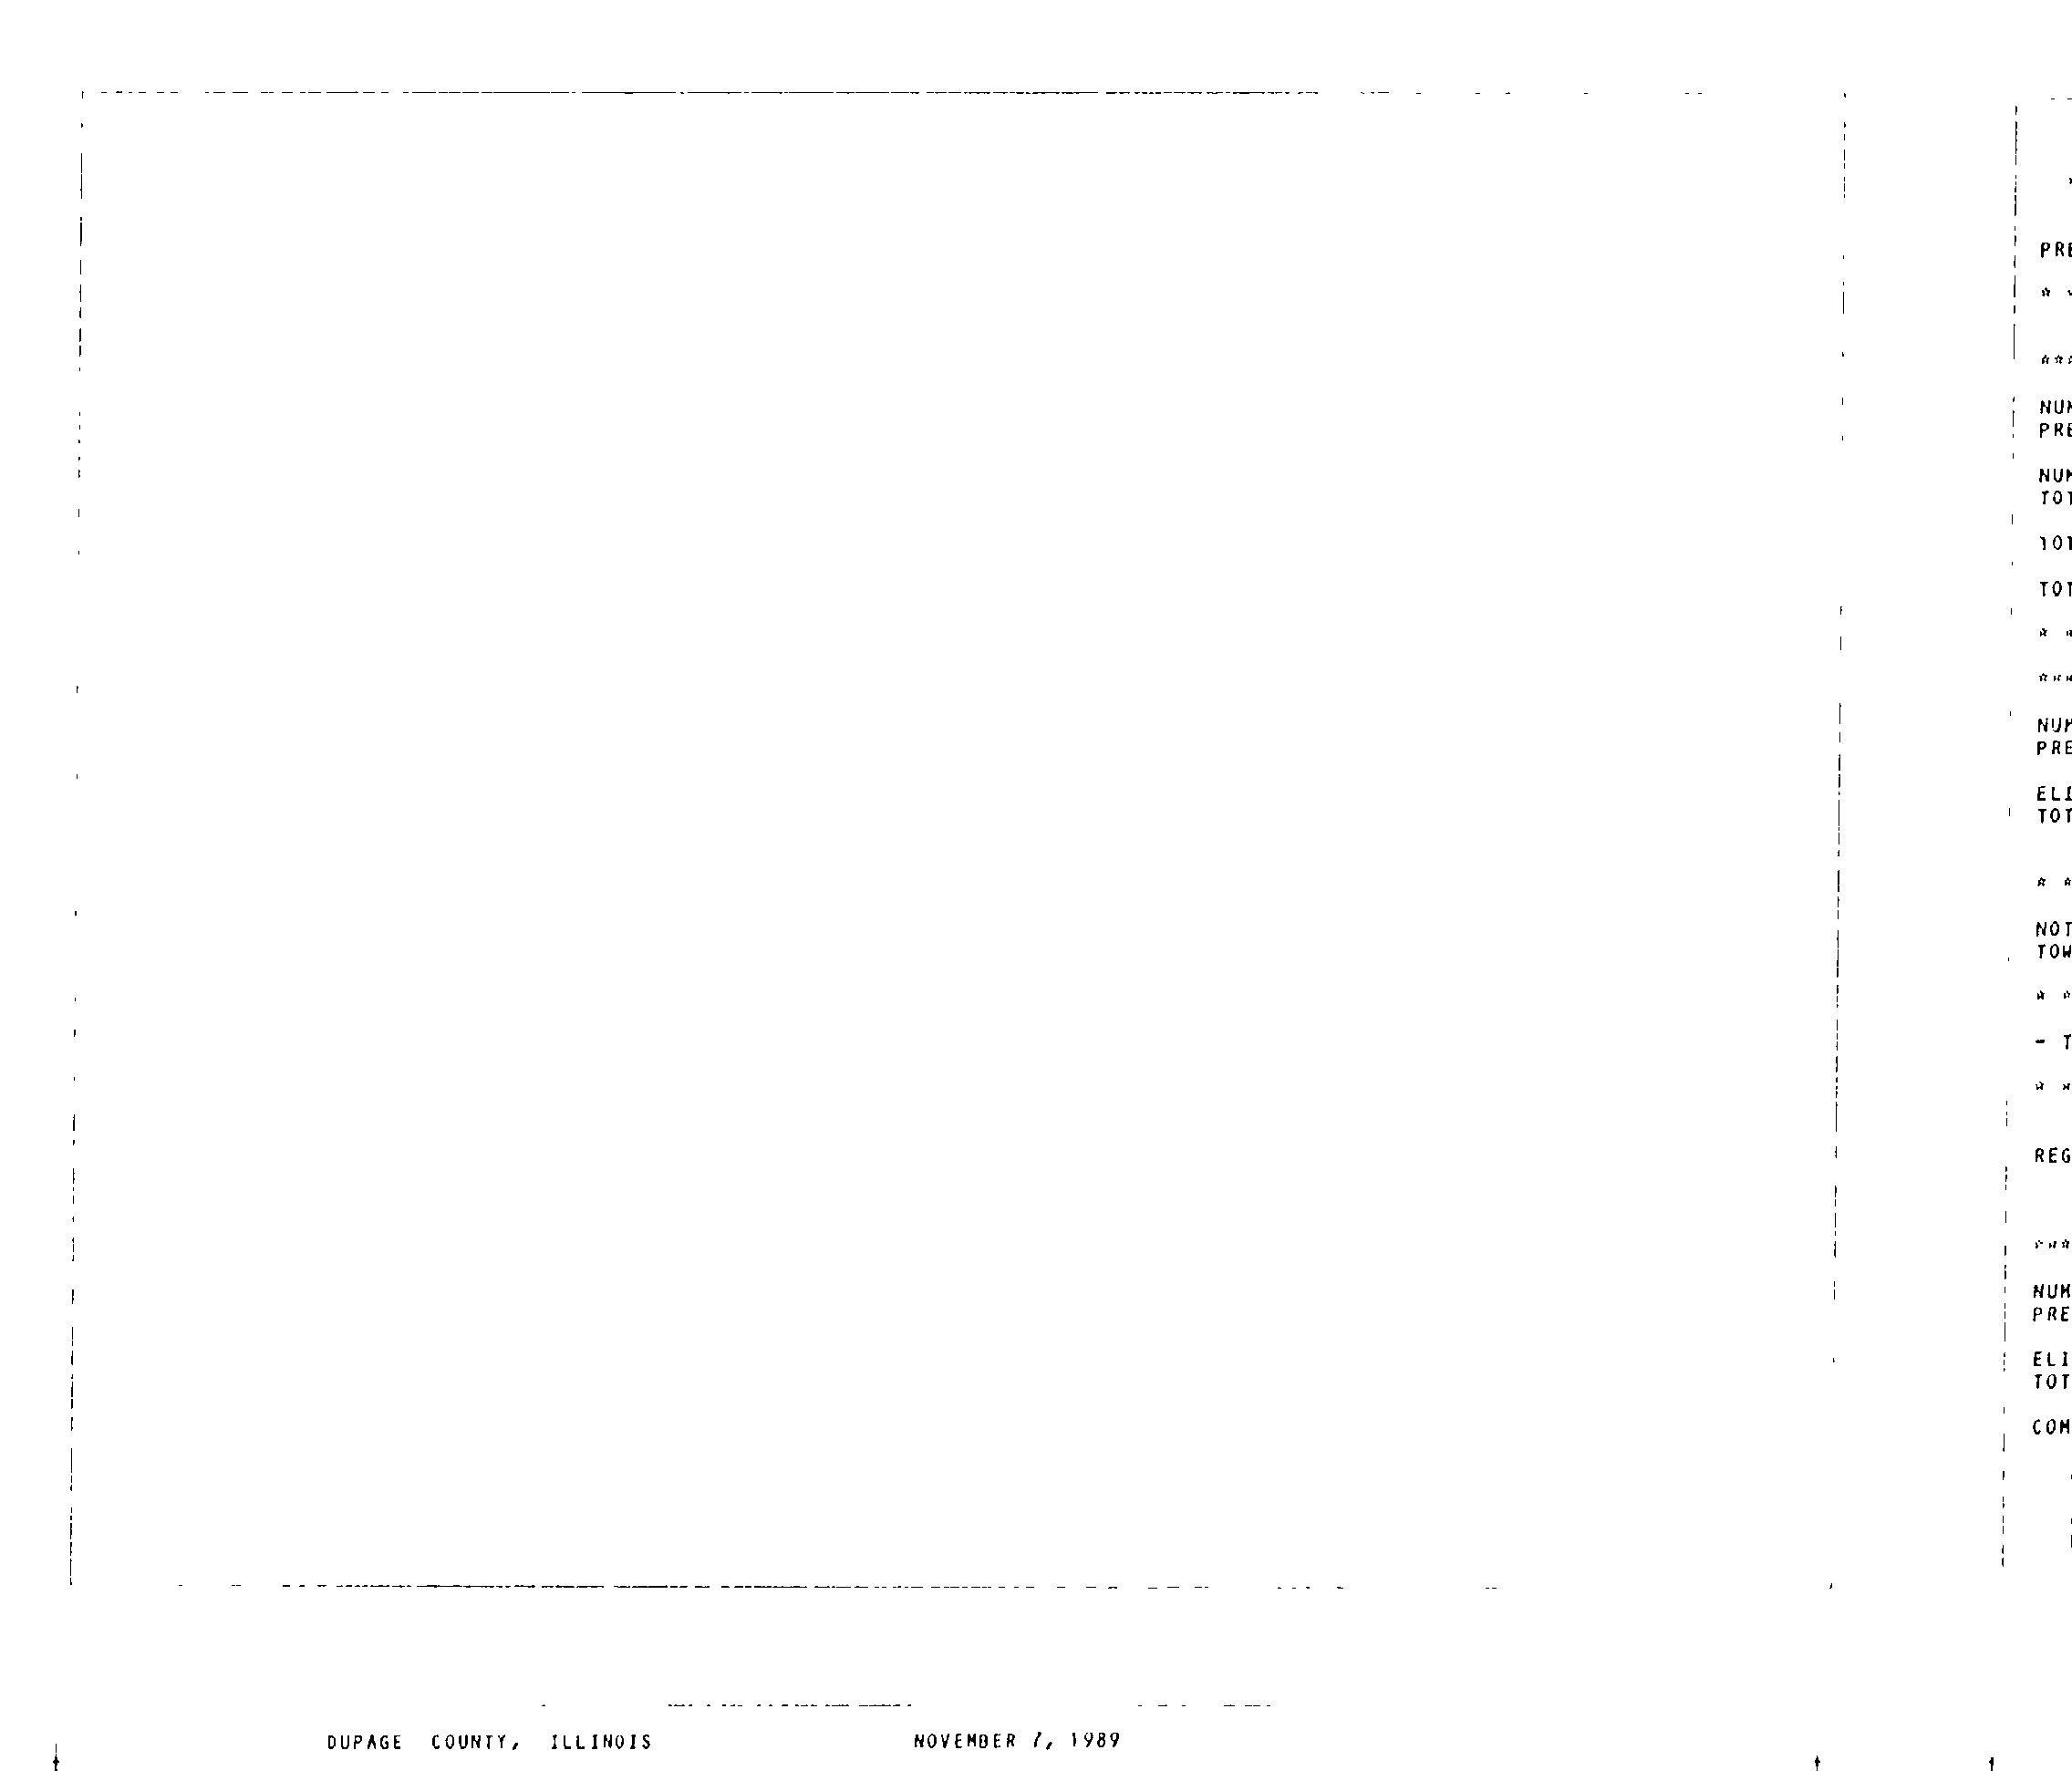 PRE
NUM
PRE
NUM
TOT
TOT
TOT
NUM
PRE
ELI
TOT
NOT
TOW
- T
REG
NUM
PRE
ELI
TOT
COM
DUPAGE COUNTY, ILLINOIS NOVEMBER 7, 1989